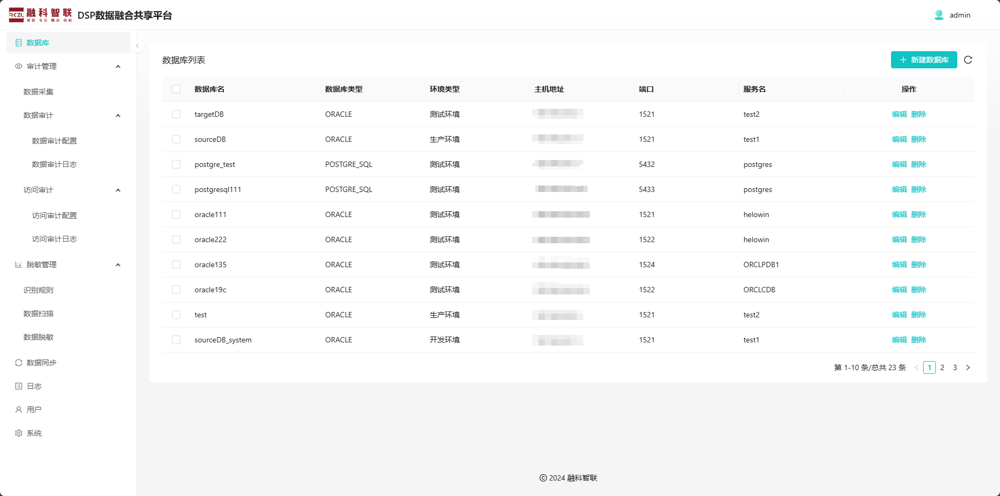 RKZL 融科智联 DSP数据融合共享平台 admin
诚信 专注 融合 创新
数据库
审计管理
数据采集
数据审计
数据审计配置
数据审计日志
访问审计
访问审计配置
访问审计日志
脱敏管理
识别规则
数据扫描
数据脱敏
数据同步
日志
用户
系统
数据库列表 新建数据库
数据库名 数据库类型 环境类型 主机地址 端口 服务名 操作
targetDB ORACLE 测试环境 1521 test2 编辑 删除
sourceDB ORACLE 生产环境 1521 test1 编辑 删除
postgre_test POSTGRE_SQL 测试环境 5432 postgres 编辑 删除
postgresql111 POSTGRE_SQL 测试环境 5433 postgres 编辑 删除
oracle111 ORACLE 测试环境 1521 helowin 编辑 删除
oracle222 ORACLE 测试环境 1522 helowin 编辑 删除
oracle135 ORACLE 测试环境 1524 ORCLPDB1 编辑 删除
oracle19c ORACLE 测试环境 1522 ORCLCDB 编辑 删除
test ORACLE 生产环境 1521 test2 编辑 删除
sourceDB_system ORACLE 开发环境 1521 test1 编辑 删除
第 1-10 条/总共 23 条 < 1 2 3 >
© 2024 融科智联